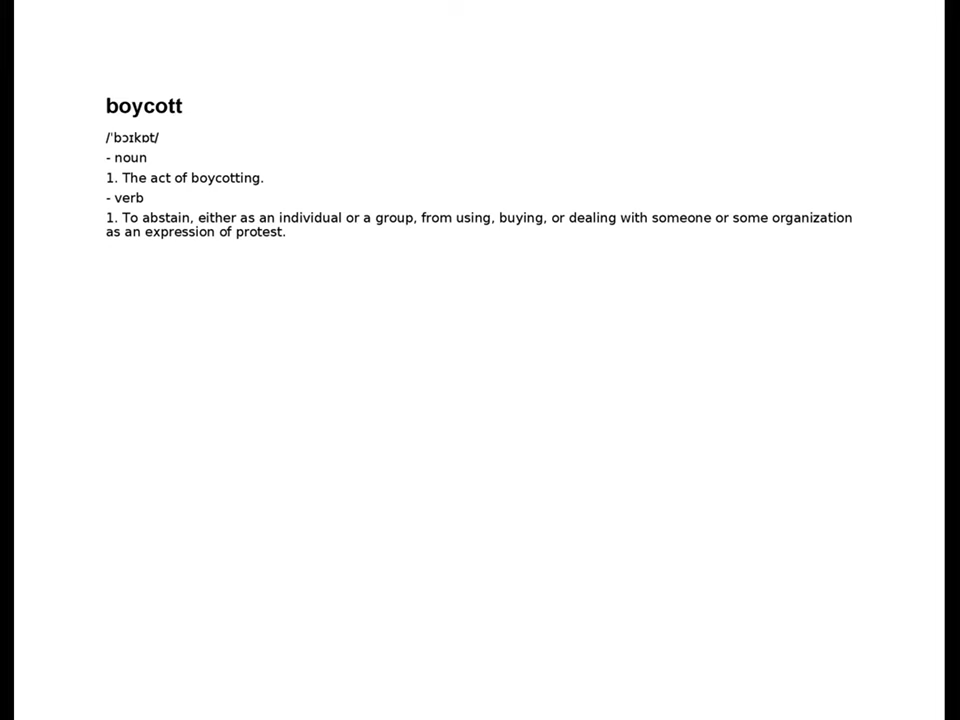 boycott
/ˈbɔɪkɒt/
- noun
1. The act of boycotting.
- verb
1. To abstain, either as an individual or a group, from using, buying, or dealing with someone or some organization
as an expression of protest.